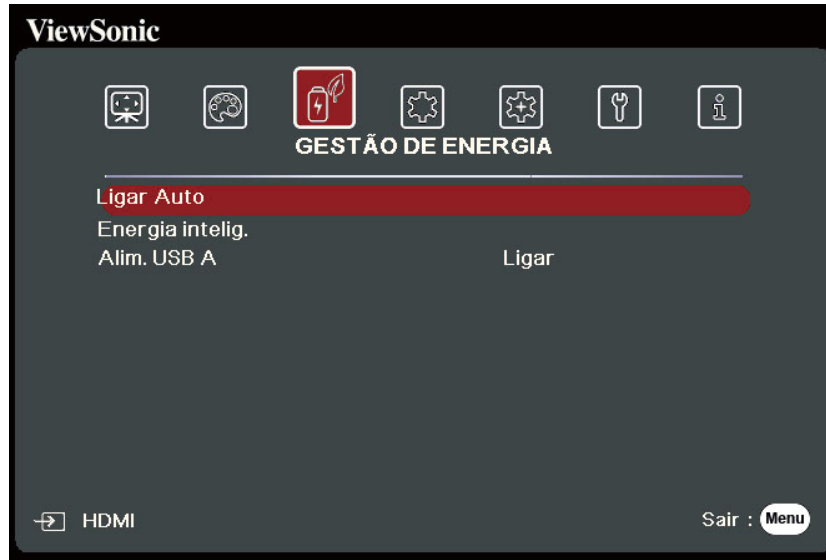 ViewSonic
GESTÃO DE ENERGIA
Ligar Auto
Energia intelig.
Alim. USB A Ligar
HDMI Sair : Menu